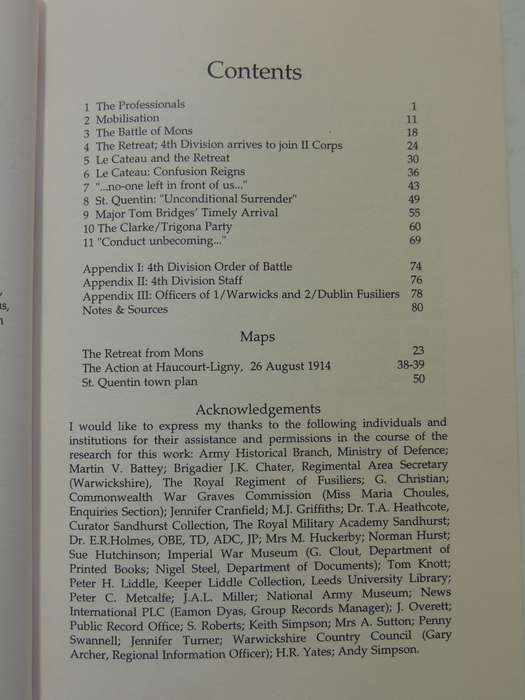 Contents
1 The Professionals 1
2 Mobilisation 11
3 The Battle of Mons 18
4 The Retreat; 4th Division arrives to join II Corps 24
5 Le Cateau and the Retreat 30
6 Le Cateau: Confusion Reigns 36
7 "...no-one left in front of us..." 43
8 St. Quentin: "Unconditional Surrender" 49
9 Major Tom Bridges' Timely Arrival 55
10 The Clarke/Trigona Party 60
11 "Conduct unbecoming..." 69
Appendix I: 4th Division Order of Battle 74
Appendix II: 4th Division Staff 76
Appendix III: Officers of 1/Warwicks and 2/Dublin Fusiliers 78
Notes & Sources 80
Maps
The Retreat from Mons 23
The Action at Haucourt-Ligny, 26 August 1914 38-39
St. Quentin town plan 50
Acknowledgements
I would like to express my thanks to the following individuals and
institutions for their assistance and permissions in the course of the
research for this work: Army Historical Branch, Ministry of Defence;
Martin V. Battey; Brigadier J.K. Chater, Regimental Area Secretary
(Warwickshire), The Royal Regiment of Fusiliers; G. Christian;
Commonwealth War Graves Commission (Miss Maria Choules,
Enquiries Section); Jennifer Cranfield; M.J. Griffiths; Dr. T.A. Heathcote,
Curator Sandhurst Collection, The Royal Military Academy Sandhurst;
Dr. E.R.Holmes, OBE, TD, ADC, JP; Mrs M. Huckerby; Norman Hurst;
Sue Hutchinson; Imperial War Museum (G. Clout, Department of
Printed Books; Nigel Steel, Department of Documents); Tom Knott;
Peter H. Liddle, Keeper Liddle Collection, Leeds University Library;
Peter C. Metcalfe; J.A.L. Miller; National Army Museum; News
International PLC (Eamon Dyas, Group Records Manager); J. Overett;
Public Record Office; S. Roberts; Keith Simpson; Mrs A. Sutton; Penny
Swannell; Jennifer Turner; Warwickshire Country Council (Gary
Archer, Regional Information Officer); H.R. Yates; Andy Simpson.